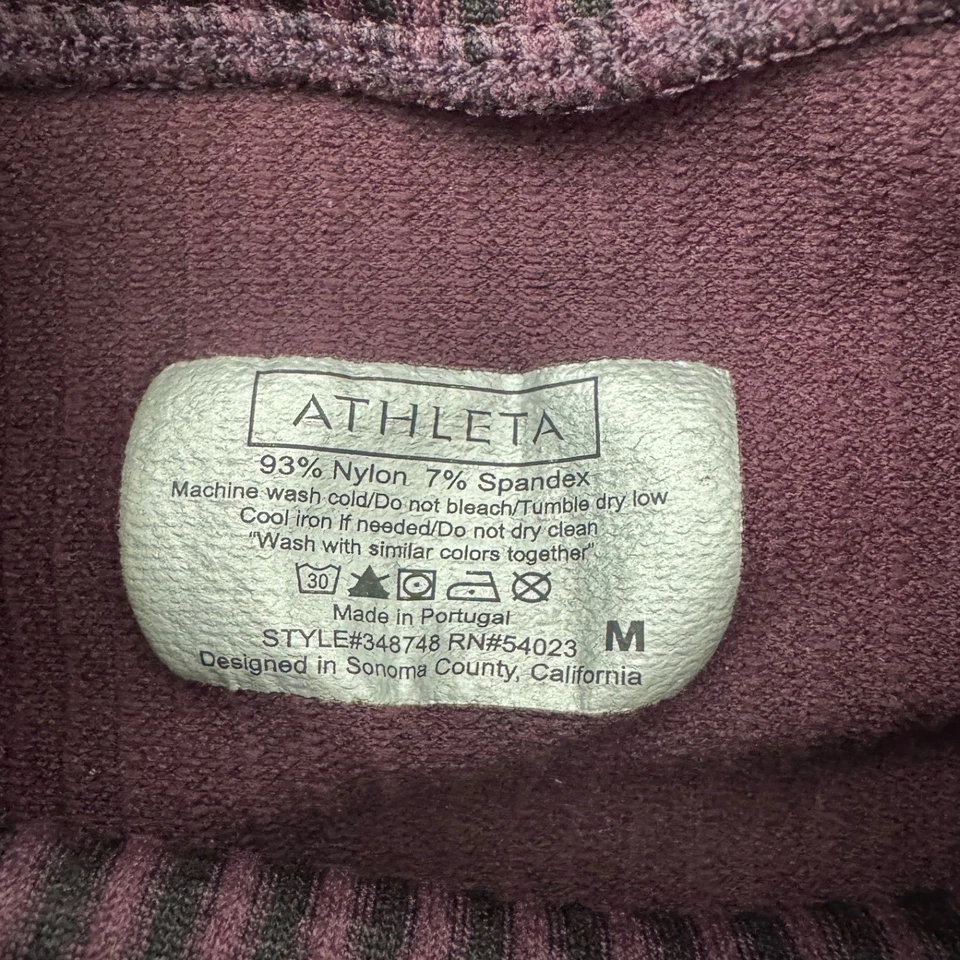 ATHLETA
93% Nylon 7% Spandex
Machine wash cold/Do not bleach/Tumble dry low
Cool iron if needed/Do not dry clean
"Wash with similar colors together"
30
Made in Portugal
STYLE#348748 RN#54023 M
Designed in Sonoma County, California